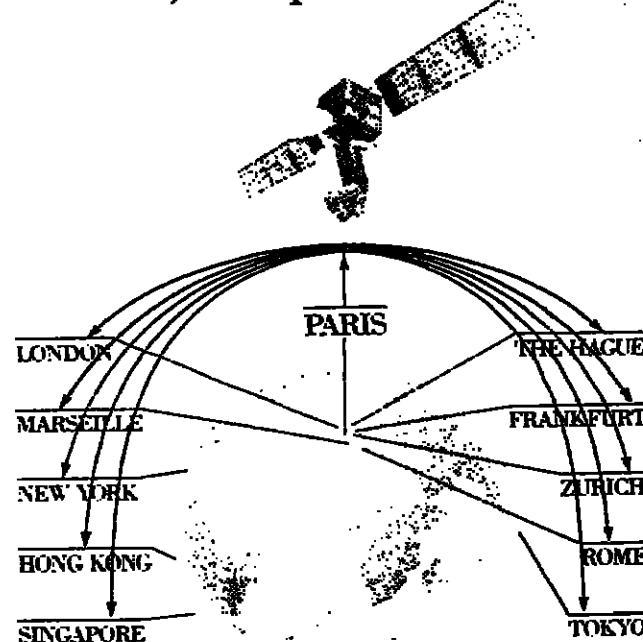 PARIS
LONDON
THE HAGUE
MARSEILLE
FRANKFURT
NEW YORK
ZURICH
HONG KONG
ROME
SINGAPORE
TOKYO